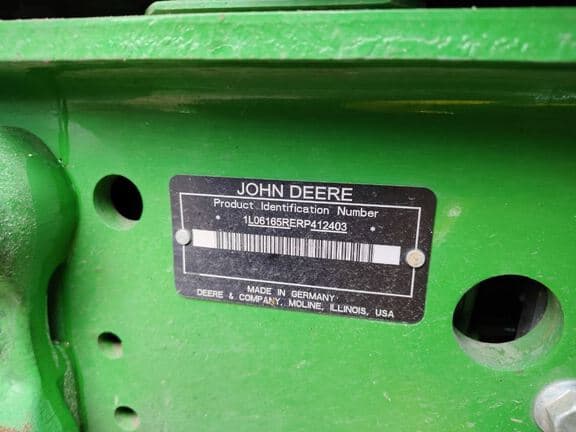 JOHN DEERE
Product Identification Number
1L06165RERP412403
MADE IN GERMANY
DEERE & COMPANY, MOLINE, ILLINOIS, USA